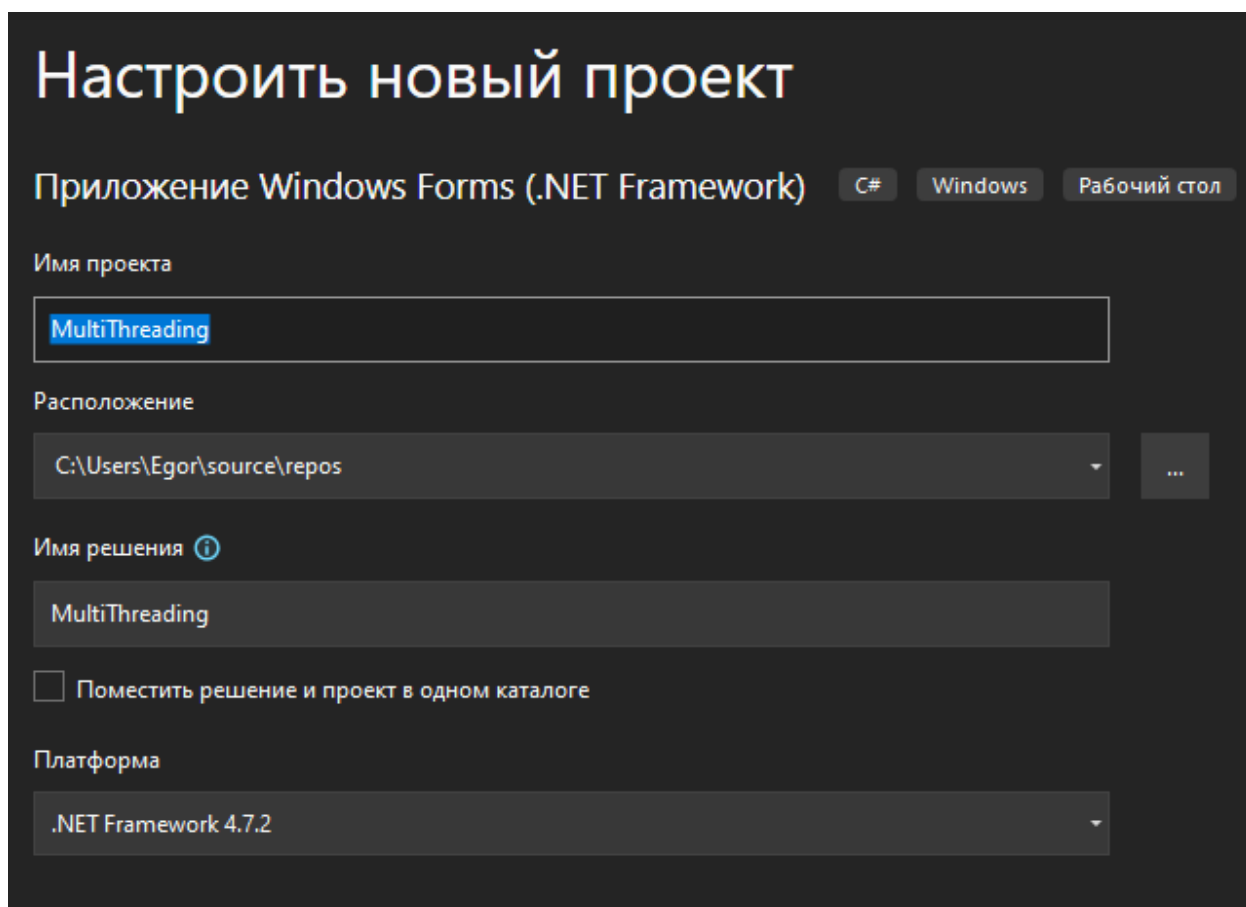 Настроить новый проект
Приложение Windows Forms (.NET Framework) C# Windows Рабочий стол
Имя проекта
MultiThreading
Расположение
C:\Users\Egor\source\repos ...
Имя решения
MultiThreading
Поместить решение и проект в одном каталоге
Платформа
.NET Framework 4.7.2